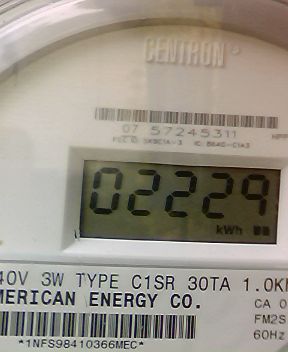 CENTRON®
07 57245311
02229
kWh
40V 3W TYPE C1SR 30TA 1.0K
MERICAN ENERGY CO.
CA 0
FM2S
60Hz
*1NFS98410366MEC*